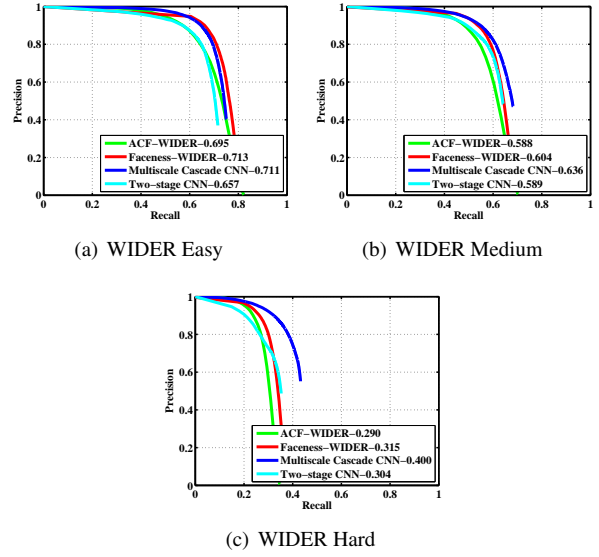 1
0.8
0.6
0.4
0.2
0
Precision
ACF−WIDER−0.695
Faceness−WIDER−0.713
Multiscale Cascade CNN−0.711
Two−stage CNN−0.657
0 0.2 0.4 0.6 0.8 1
Recall
(a) WIDER Easy
1
0.8
0.6
0.4
0.2
0
Precision
ACF−WIDER−0.588
Faceness−WIDER−0.604
Multiscale Cascade CNN−0.636
Two−stage CNN−0.589
0 0.2 0.4 0.6 0.8 1
Recall
(b) WIDER Medium
1
0.8
0.6
0.4
0.2
0
Precision
ACF−WIDER−0.290
Faceness−WIDER−0.315
Multiscale Cascade CNN−0.400
Two−stage CNN−0.304
0 0.2 0.4 0.6 0.8 1
Recall
(c) WIDER Hard